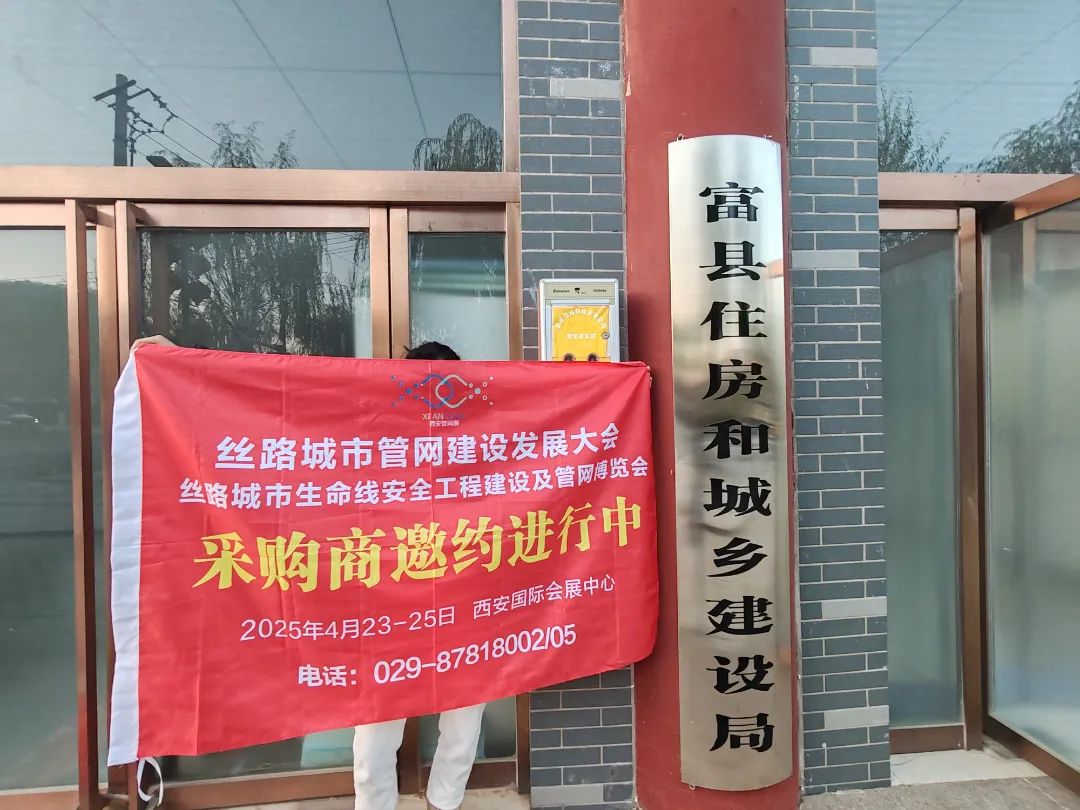 XEAN
西安管网展
丝路城市管网建设发展大会
丝路城市生命线安全工程建设及管网博览会
采购商邀约进行中
2025年4月23-25日 西安国际会展中心
电话：029-87818002/05
富县住房和城乡建设局